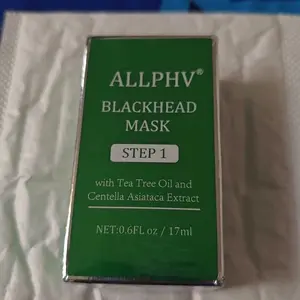 ALLPHV®
BLACKHEAD
MASK
STEP 1
with Tea Tree Oil and
Centella Asiataca Extract
NET:0.6FL oz / 17ml